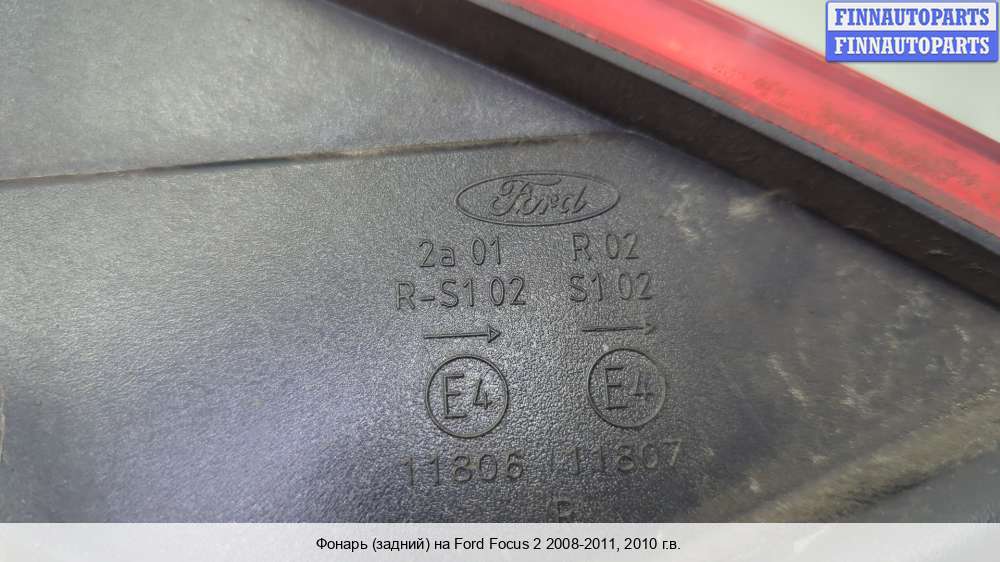 FINNAUTOPARTS
FINNAUTOPARTS
Ford
2a 01 R 02
R-S1 02 S1 02
E4 E4
11806 11807
R
Фонарь (задний) на Ford Focus 2 2008-2011, 2010 г.в.